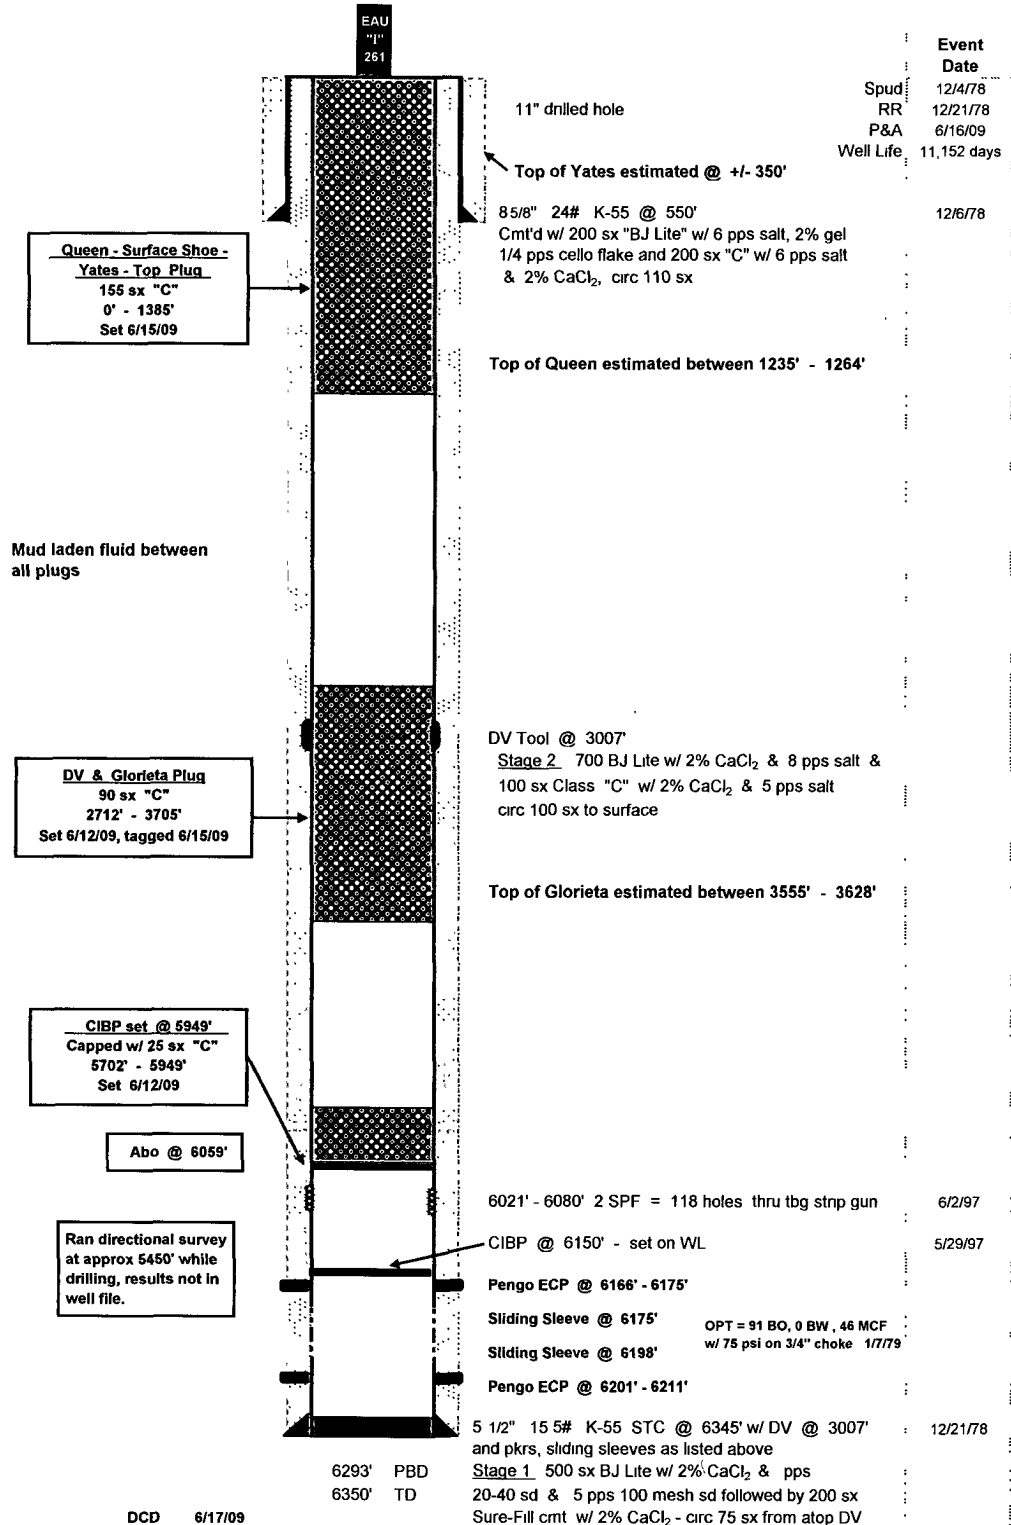 EAU
"I"
261
Event
Date
Spud 12/4/78
RR 12/21/78
P&A 6/16/09
Well Life 11,152 days
11" drilled hole
Top of Yates estimated @ +/- 350'
8 5/8" 24# K-55 @ 550' 12/6/78
Cmt'd w/ 200 sx "BJ Lite" w/ 6 pps salt, 2% gel
1/4 pps cello flake and 200 sx "C" w/ 6 pps salt
& 2% CaCl₂, circ 110 sx
Queen - Surface Shoe -
Yates - Top Plug
155 sx "C"
0' - 1385'
Set 6/15/09
Top of Queen estimated between 1235' - 1264'
Mud laden fluid between
all plugs
DV Tool @ 3007'
Stage 2 700 BJ Lite w/ 2% CaCl₂ & 8 pps salt &
100 sx Class "C" w/ 2% CaCl₂ & 5 pps salt
circ 100 sx to surface
DV & Glorieta Plug
90 sx "C"
2712' - 3705'
Set 6/12/09, tagged 6/15/09
Top of Glorieta estimated between 3555' - 3628'
CIBP set @ 5949'
Capped w/ 25 sx "C"
5702' - 5949'
Set 6/12/09
Abo @ 6059'
6021' - 6080' 2 SPF = 118 holes thru tbg strip gun 6/2/97
Ran directional survey
at approx 5450' while
drilling, results not in
well file.
CIBP @ 6150' - set on WL 5/29/97
Pengo ECP @ 6166' - 6175'
Sliding Sleeve @ 6175'
OPT = 91 BO, 0 BW , 46 MCF
w/ 75 psi on 3/4" choke 1/7/79
Sliding Sleeve @ 6198'
Pengo ECP @ 6201' - 6211'
5 1/2" 15 5# K-55 STC @ 6345' w/ DV @ 3007' 12/21/78
and pkrs, sliding sleeves as listed above
6293' PBD Stage 1 500 sx BJ Lite w/ 2% CaCl₂ & pps
6350' TD 20-40 sd & 5 pps 100 mesh sd followed by 200 sx
DCD 6/17/09 Sure-Fill cmt w/ 2% CaCl₂ - circ 75 sx from atop DV